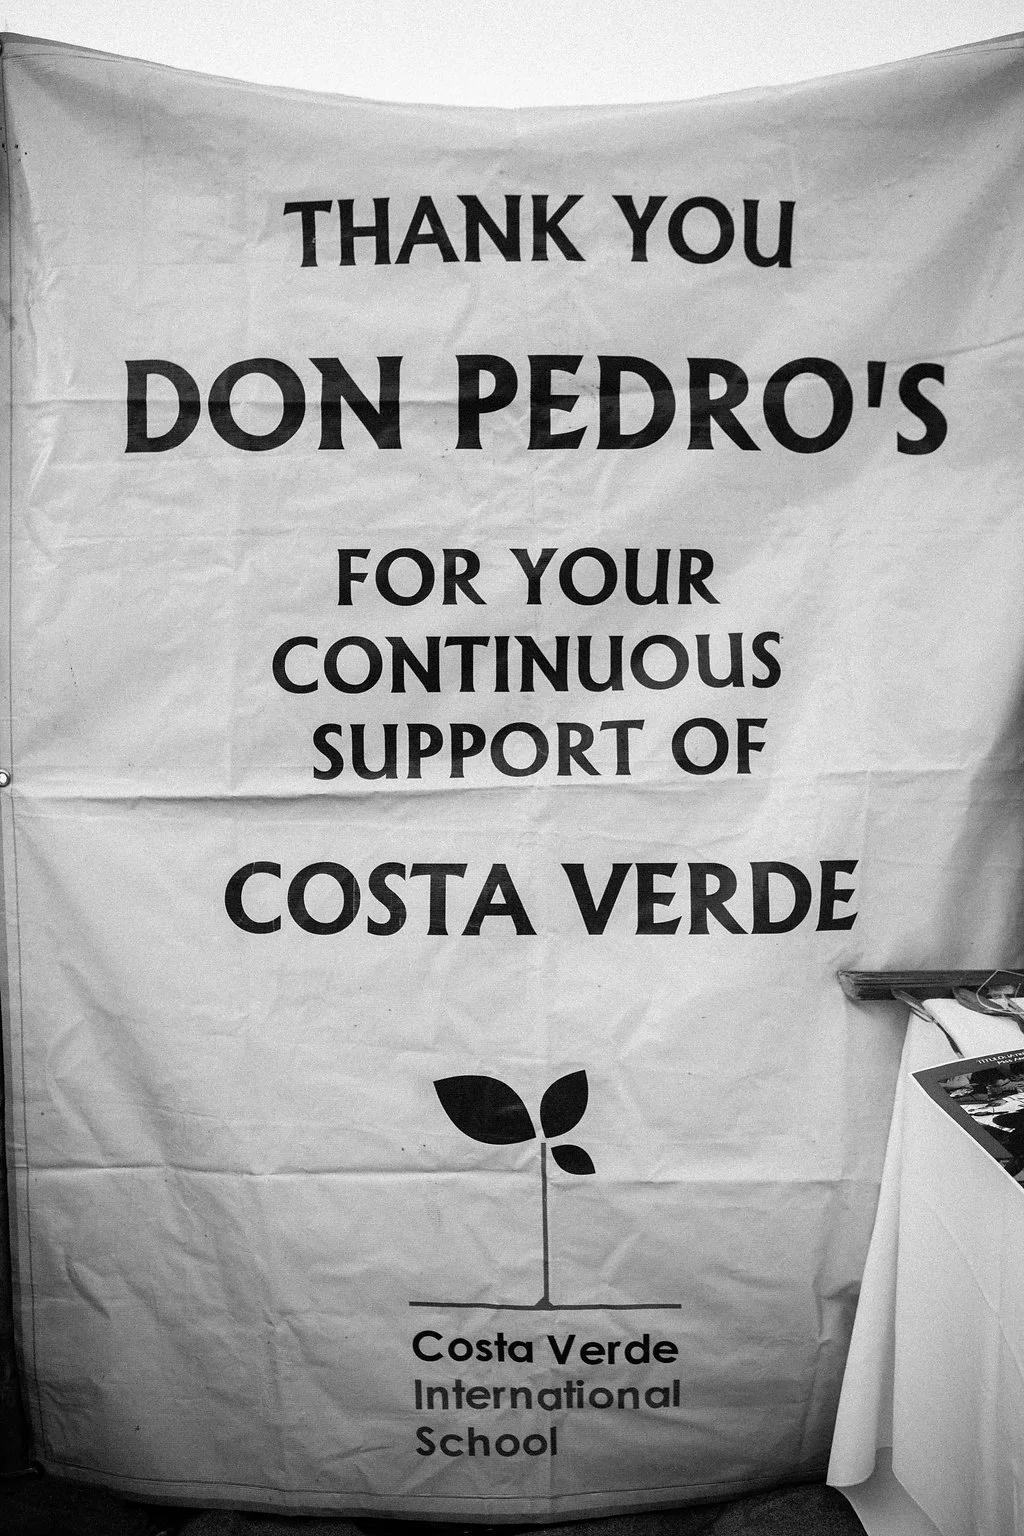 THANK YOU
DON PEDRO'S
FOR YOUR
CONTINUOUS
SUPPORT OF
COSTA VERDE
Costa Verde
International
School